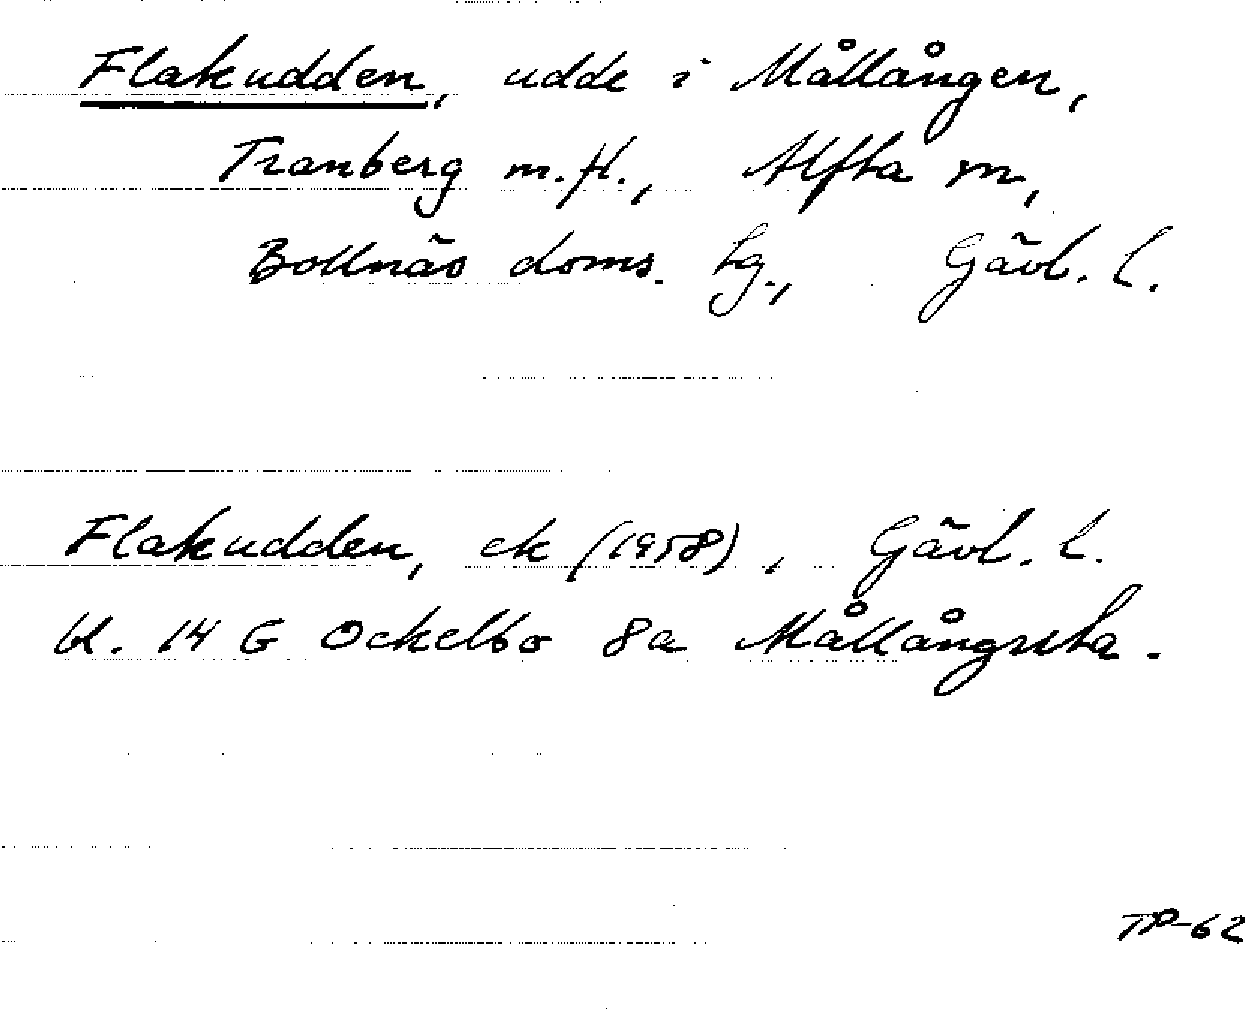 Flakudden, udde i Mållången,
Tranberg m.fl., Alfta sn,
Bollnäs doms. lg., Gävl. l.
Flakudden, ek (1958), Gävl. l.
bl. 14 G Ockelbo 8a Mållångsta.
TP-62